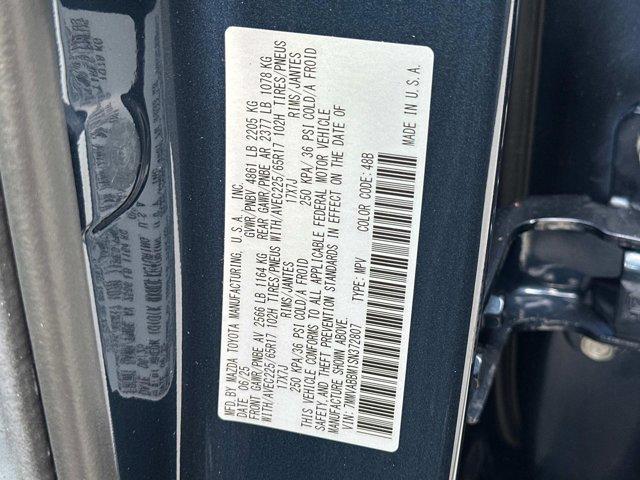 MFD.BY MAZDA TOYOTA MANUFACTURING, U.S.A. INC.
DATE 06/25 GVWR/PNBV 4861 LB 2205 KG
FRONT GAWR/PNBE AV 2566 LB 1164 KG REAR GAWR/PNBE AR 2377 LB 1078 KG
WITH/AVEC225/65R17 102H TIRES/PNEUS WITH/AVEC225/65R17 102H TIRES/PNEUS
17X7J RIMS/JANTES 17X7J RIMS/JANTES
250 KPA/36 PSI COLD/A FROID 250 KPA/ 36 PSI COLD/A FROID
THIS VEHICLE CONFORMS TO ALL APPLICABLE FEDERAL MOTOR VEHICLE
SAFETY, AND THEFT PREVENTION STANDARDS IN EFFECT ON THE DATE OF
MANUFACTURE SHOWN ABOVE.
VIN: 7MMVABBW1SN372807 TYPE: MPV
COLOR CODE: 48B
MADE IN U.S.A.